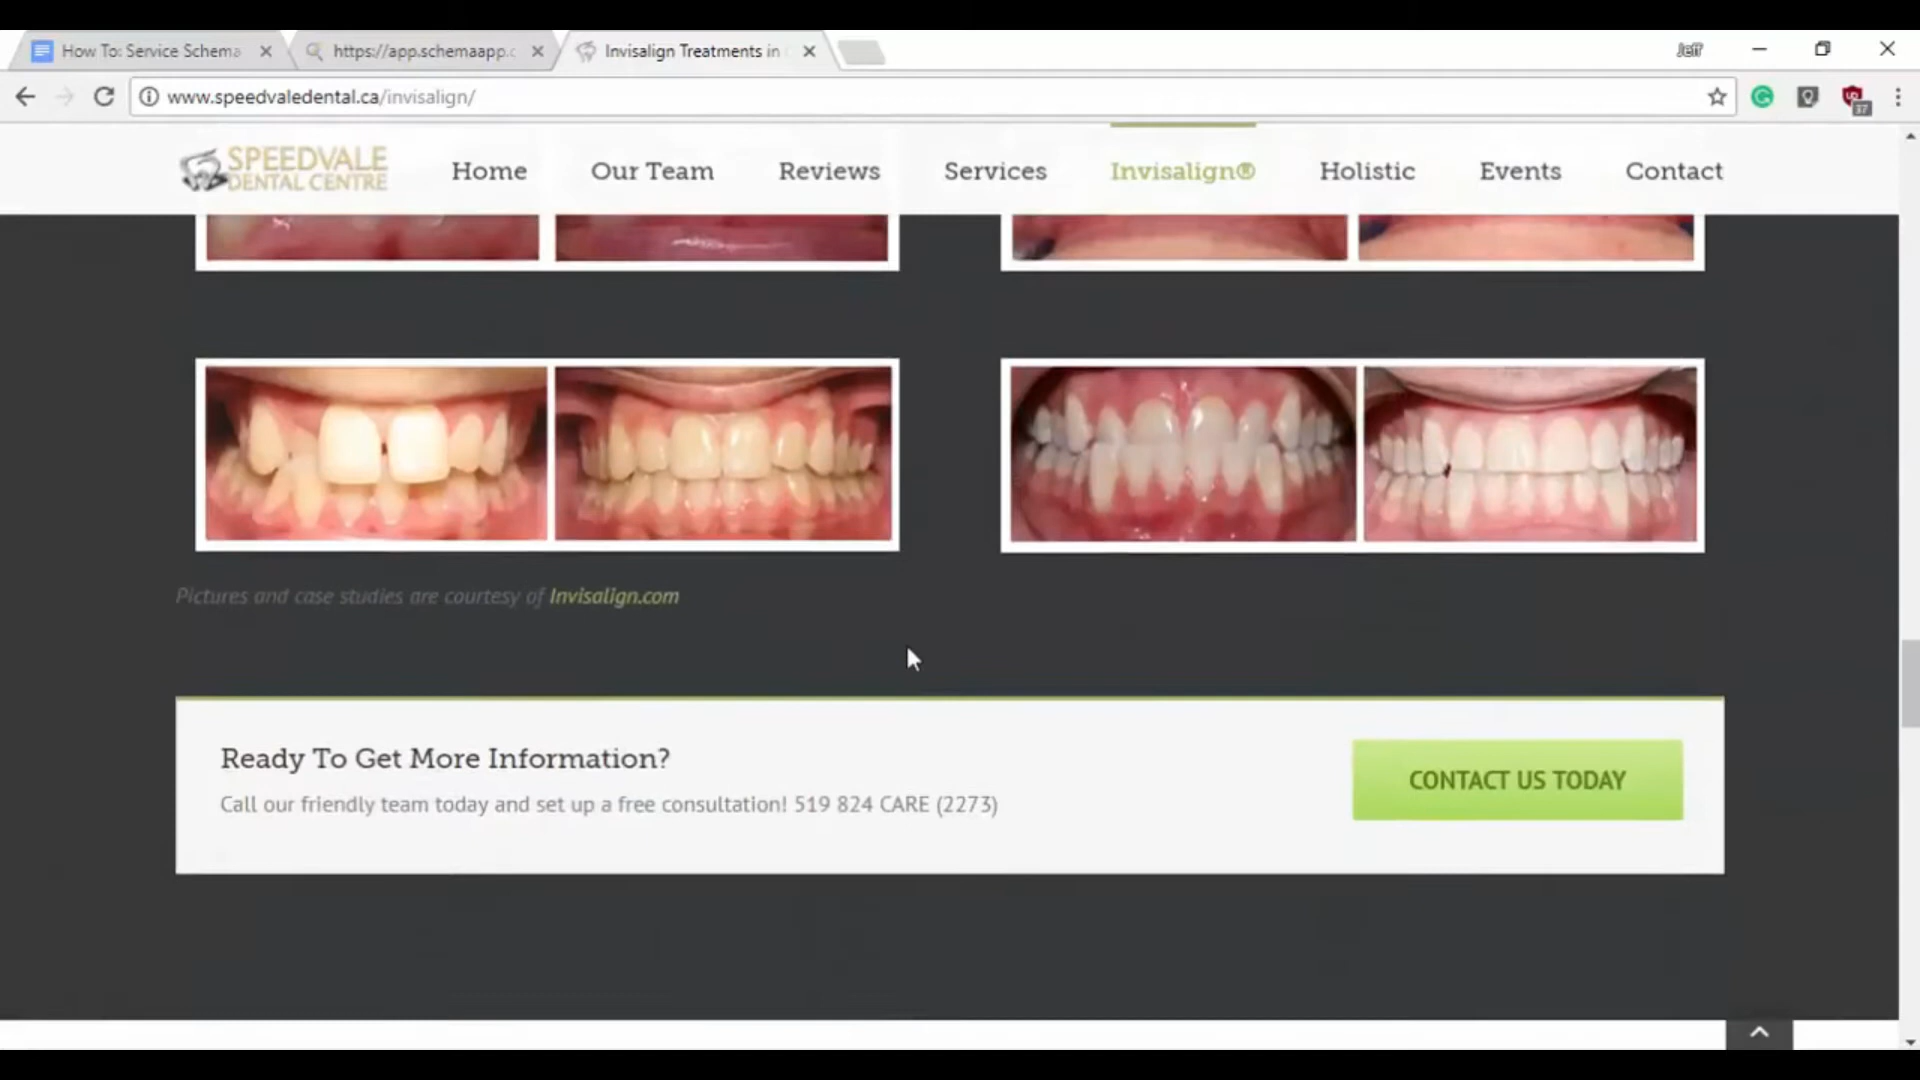 How To: Service Schema
https://app.schemaapp.c
Invisalign Treatments in
Jeff
www.speedvaledental.ca/invisalign/
37
SPEEDVALE
DENTAL CENTRE
Home
Our Team
Reviews
Services
Invisalign®
Holistic
Events
Contact
Pictures and case studies are courtesy of Invisalign.com
Ready To Get More Information?
Call our friendly team today and set up a free consultation! 519 824 CARE (2273)
CONTACT US TODAY